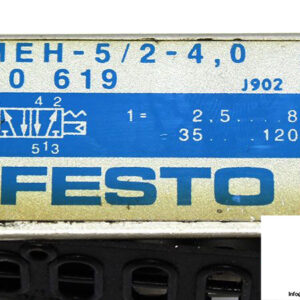 MEH-5/2-4,0
0 619 J902
4 2
1= 2,5....8
= 35....120
5 1 3
FESTO